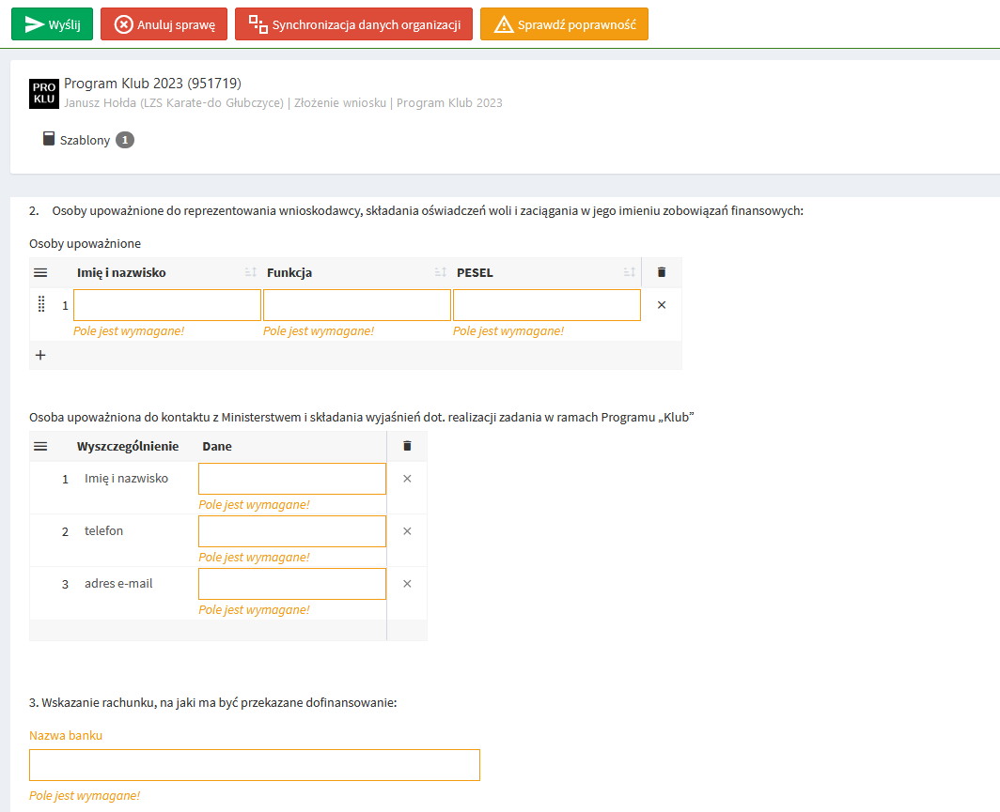 Wyślij Anuluj sprawę Synchronizacja danych organizacji Sprawdź poprawność
PRO KLU
Program Klub 2023 (951719)
Janusz Hołda (LZS Karate-do Głubczyce) | Złożenie wniosku | Program Klub 2023
Szablony 1
2. Osoby upoważnione do reprezentowania wnioskodawcy, składania oświadczeń woli i zaciągania w jego imieniu zobowiązań finansowych:
Osoby upoważnione
Imię i nazwisko Funkcja PESEL
1
Pole jest wymagane! Pole jest wymagane! Pole jest wymagane!
Osoba upoważniona do kontaktu z Ministerstwem i składania wyjaśnień dot. realizacji zadania w ramach Programu „Klub”
Wyszczególnienie Dane
1 Imię i nazwisko
Pole jest wymagane!
2 telefon
Pole jest wymagane!
3 adres e-mail
Pole jest wymagane!
3. Wskazanie rachunku, na jaki ma być przekazane dofinansowanie:
Nazwa banku
Pole jest wymagane!